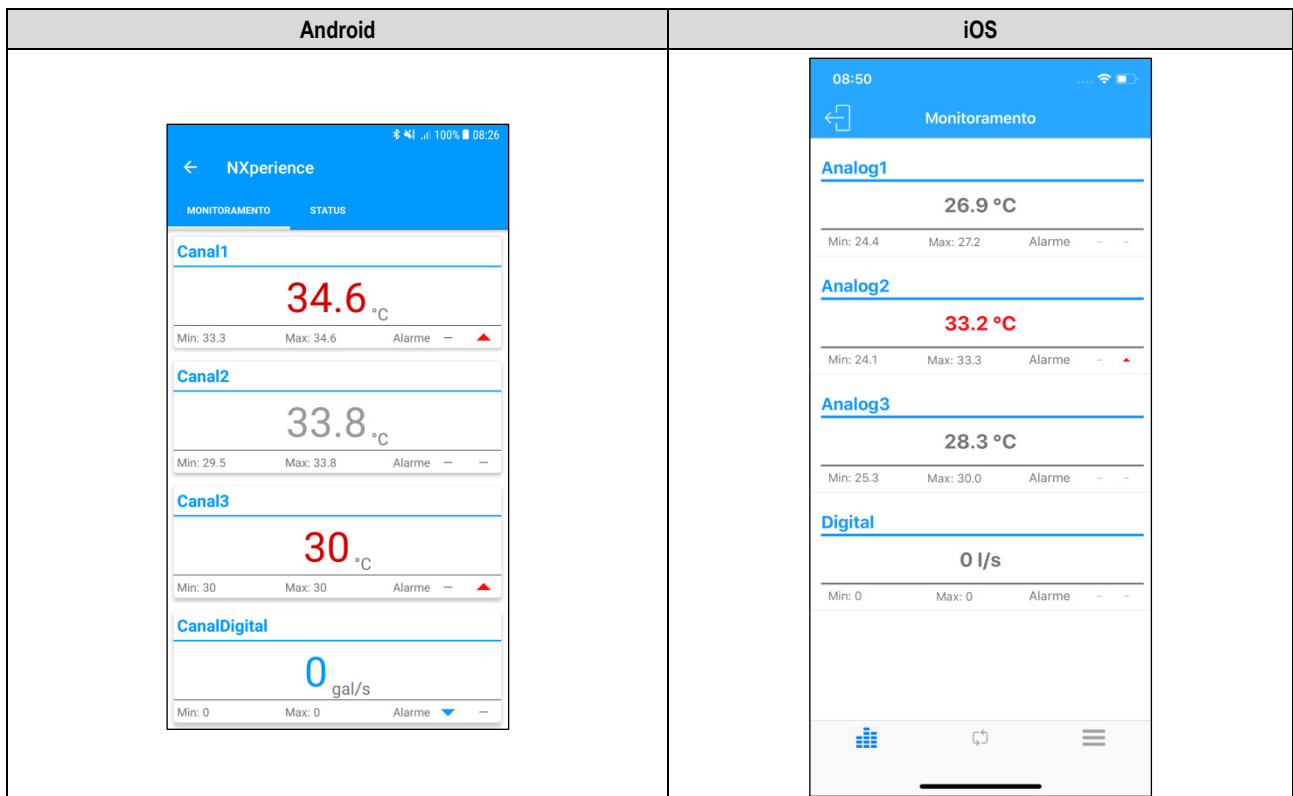 Android
iOS
100% 08:26
NXperience
MONITORAMENTO STATUS
Canal1
34.6 °C
Min: 33.3 Max: 34.6 Alarme –
Canal2
33.8 °C
Min: 29.5 Max: 33.8 Alarme – –
Canal3
30 °C
Min: 30 Max: 30 Alarme –
CanalDigital
0 gal/s
Min: 0 Max: 0 Alarme –
08:50
Monitoramento
Analog1
26.9 °C
Min: 24.4 Max: 27.2 Alarme - -
Analog2
33.2 °C
Min: 24.1 Max: 33.3 Alarme -
Analog3
28.3 °C
Min: 25.3 Max: 30.0 Alarme - -
Digital
0 l/s
Min: 0 Max: 0 Alarme - -